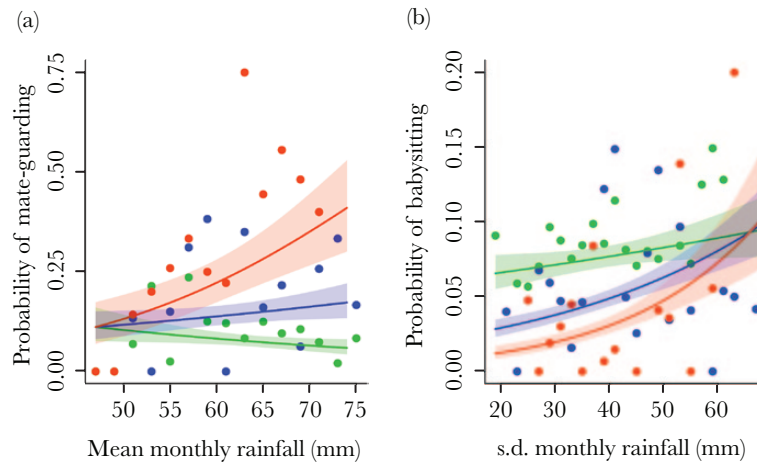 (a)
Probability of mate-guarding
0.75
0.50
0.25
0.00
50 55 60 65 70 75
Mean monthly rainfall (mm)
(b)
Probability of babysitting
0.20
0.15
0.10
0.05
0.00
20 30 40 50 60
s.d. monthly rainfall (mm)